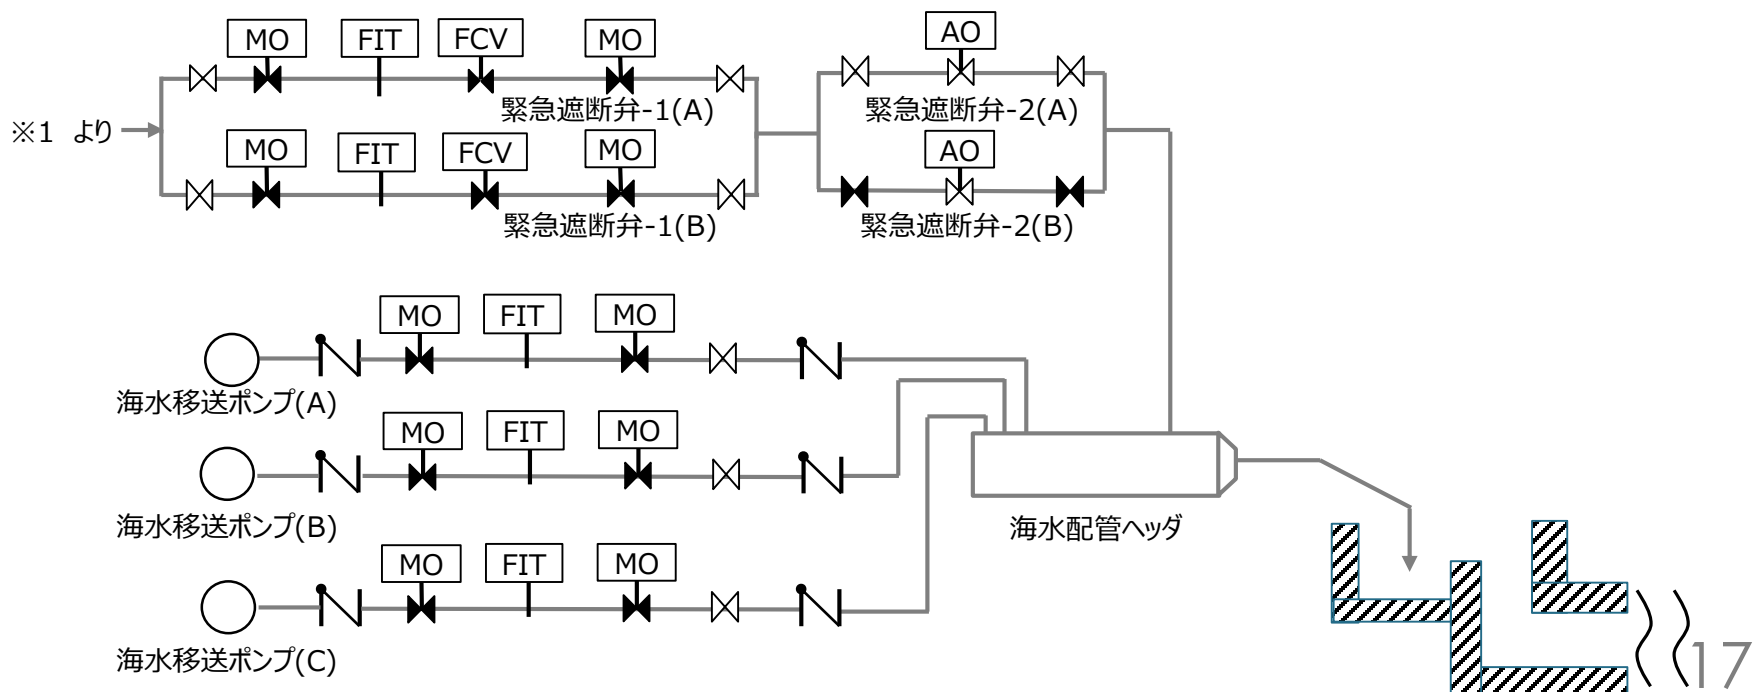 MO FIT FCV MO AO
緊急遮断弁-1(A) 緊急遮断弁-2(A)
※1 より
MO FIT FCV MO AO
緊急遮断弁-1(B) 緊急遮断弁-2(B)
MO FIT MO
海水移送ポンプ(A)
MO FIT MO
海水移送ポンプ(B)
海水配管ヘッダ
MO FIT MO
海水移送ポンプ(C)
17